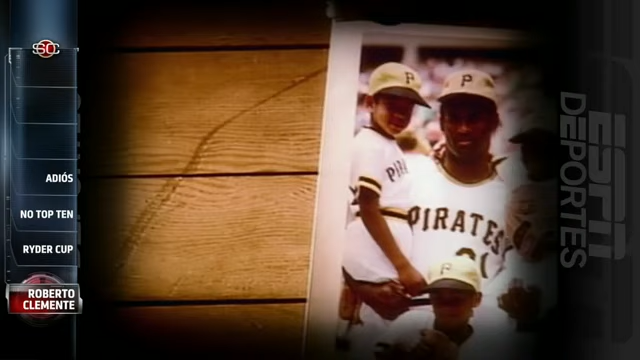 SC
ADIÓS
NO TOP TEN
RYDER CUP
ROBERTO
CLEMENTE
P
P
PIRATES
P
ESPN
DEPORTES